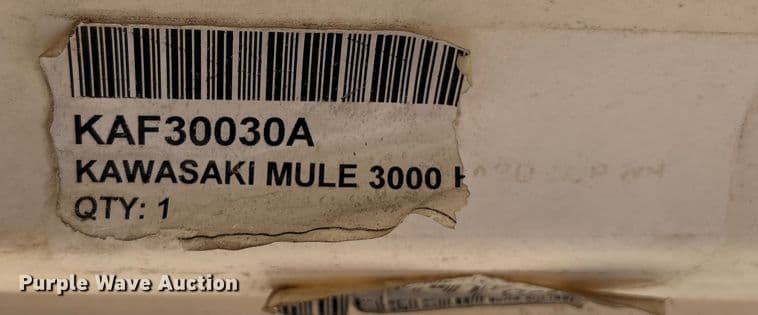 KAF30030A
KAWASAKI MULE 3000
QTY: 1
Purple Wave Auction